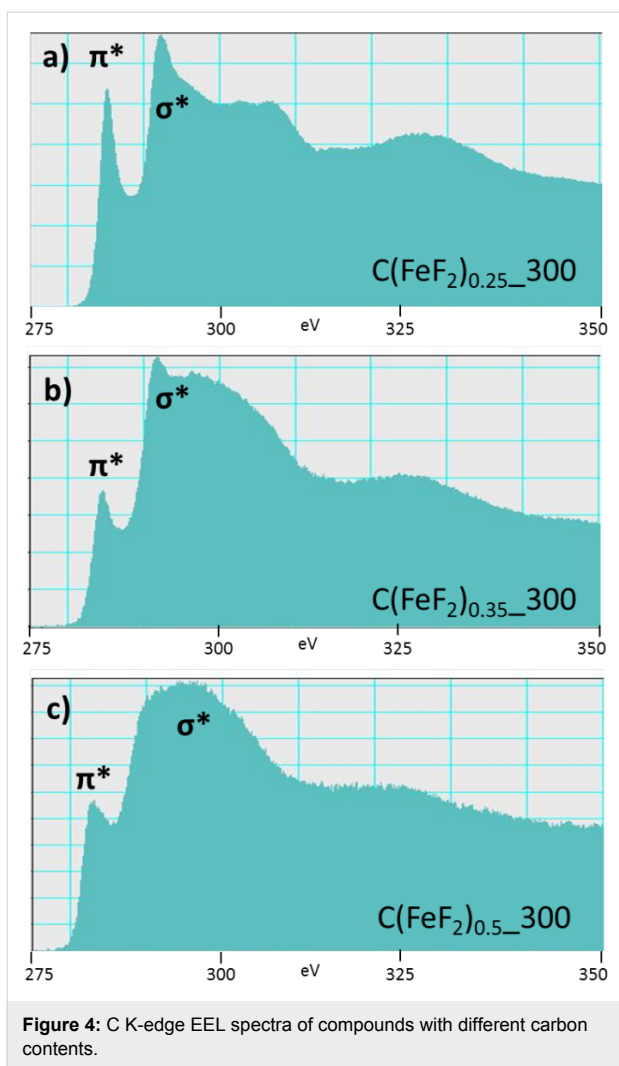 a) π*
σ*
C(FeF₂)₀.₂₅_300
275 300 eV 325 350
b)
σ*
π*
C(FeF₂)₀.₃₅_300
275 300 eV 325 350
c)
σ*
π*
C(FeF₂)₀.₅_300
275 300 eV 325 350
Figure 4: C K-edge EEL spectra of compounds with different carbon
contents.